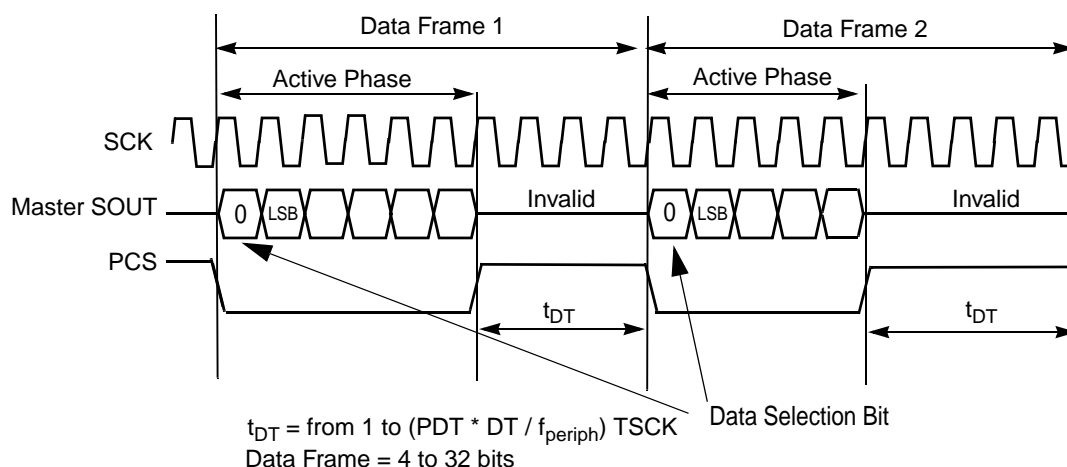 Data Frame 1
Data Frame 2
Active Phase
Active Phase
SCK
Master SOUT
0
LSB
Invalid
0
LSB
Invalid
PCS
tDT
tDT
Data Selection Bit
tDT = from 1 to (PDT * DT / fperiph) TSCK
Data Frame = 4 to 32 bits